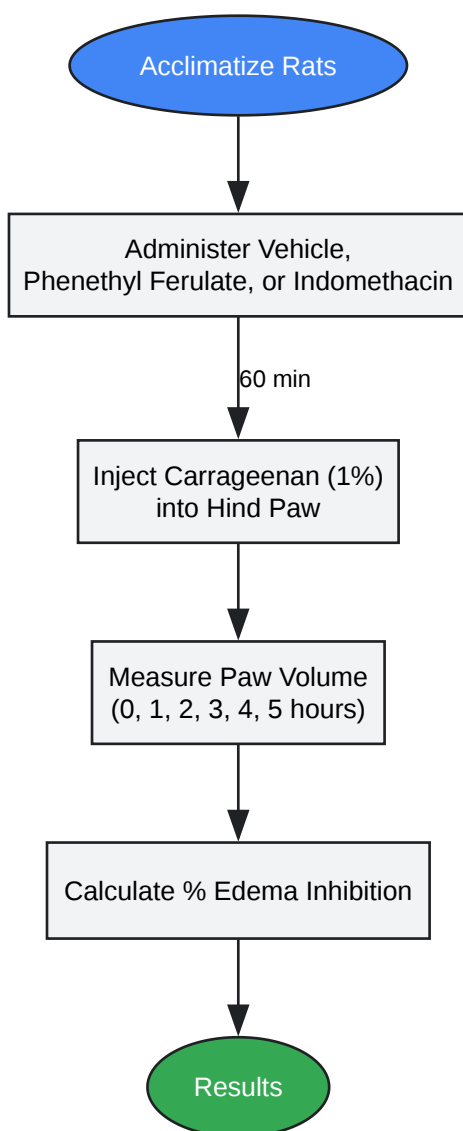 Acclimatize Rats
Administer Vehicle,
Phenethyl Ferulate, or Indomethacin
60 min
Inject Carrageenan (1%)
into Hind Paw
Measure Paw Volume
(0, 1, 2, 3, 4, 5 hours)
Calculate % Edema Inhibition
Results